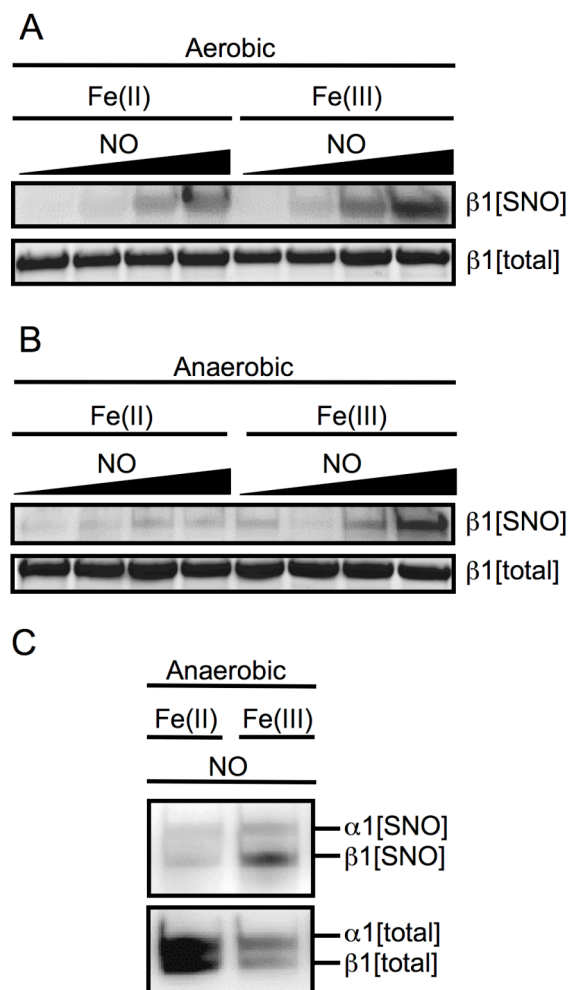 A
Aerobic
Fe(II) Fe(III)
NO NO
β1[SNO]
β1[total]
B
Anaerobic
Fe(II) Fe(III)
NO NO
β1[SNO]
β1[total]
C
Anaerobic
Fe(II) Fe(III)
NO
α1[SNO]
β1[SNO]
α1[total]
β1[total]